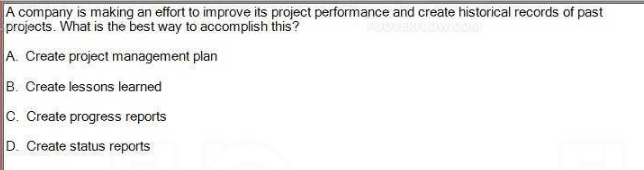 A company is making an effort to improve its project performance and create historical records of past
projects. What is the best way to accomplish this?
A. Create project management plan
B. Create lessons learned
C. Create progress reports
D. Create status reports